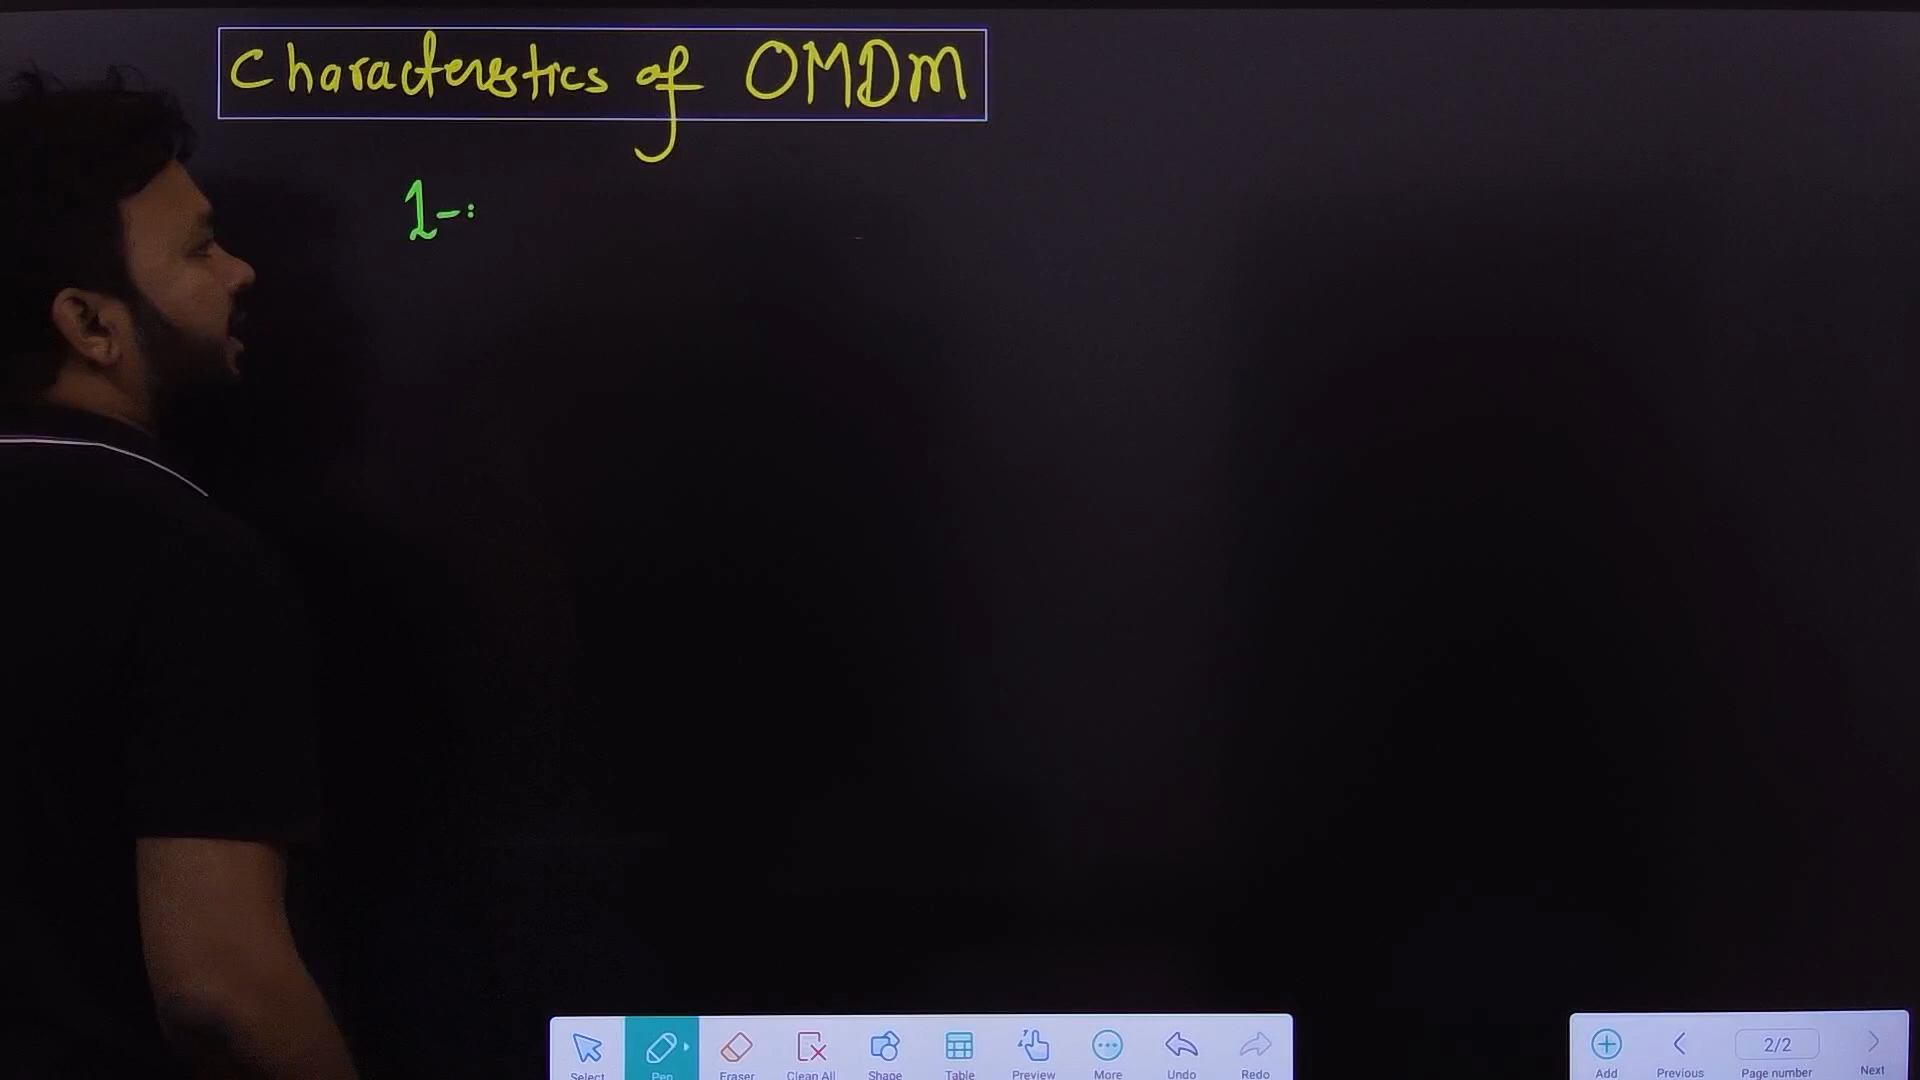 Characterestics of OMDM
1-:
Select Pen Eraser Clean All Shape Table Preview More Undo Redo
Add Previous 2/2 Page number Next